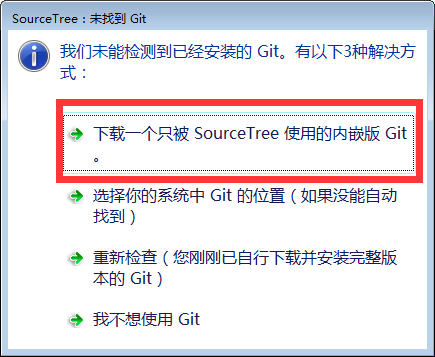 SourceTree：未找到 Git
我们未能检测到已经安装的 Git。有以下3种解决方
式：
下载一个只被 SourceTree 使用的内嵌版 Git
。
选择你的系统中 Git 的位置（如果没能自动
找到）
重新检查（您刚刚已自行下载并安装完整版
本的 Git）
我不想使用 Git